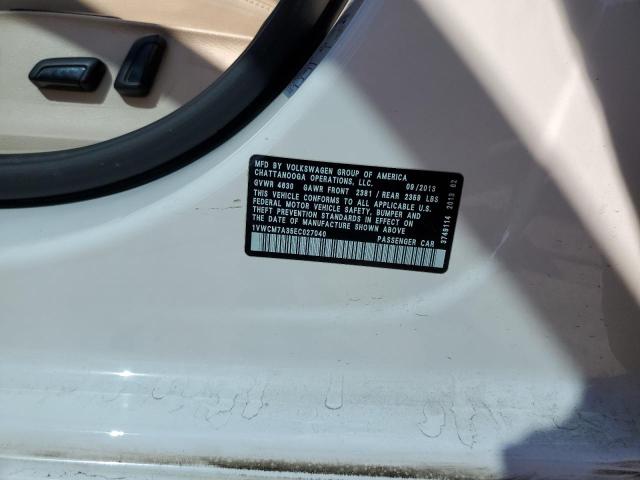 MFD BY VOLKSWAGEN GROUP OF AMERICA
CHATTANOOGA OPERATIONS, LLC. 09/2013
GVWR 4630 GAWR FRONT 2381 / REAR 2359 LBS
THIS VEHICLE CONFORMS TO ALL APPLICABLE U.S.
FEDERAL MOTOR VEHICLE SAFETY, BUMPER AND
THEFT PREVENTION STANDARDS IN EFFECT ON
THE DATE OF MANUFACTURE SHOWN ABOVE.
1VWCM7A35EC027040 PASSENGER CAR
3749114 2013 02